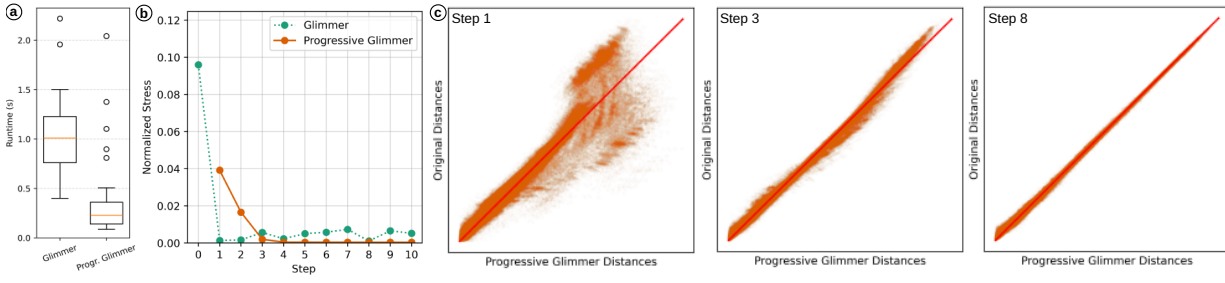 a
Runtime (s)
2.0
1.5
1.0
0.5
0.0
Glimmer
Progr. Glimmer
b
Normalized Stress
0.12
0.10
0.08
0.06
0.04
0.02
0.00
Glimmer
Progressive Glimmer
0 1 2 3 4 5 6 7 8 9 10
Step
c
Step 1
Original Distances
Progressive Glimmer Distances
Step 3
Original Distances
Progressive Glimmer Distances
Step 8
Original Distances
Progressive Glimmer Distances